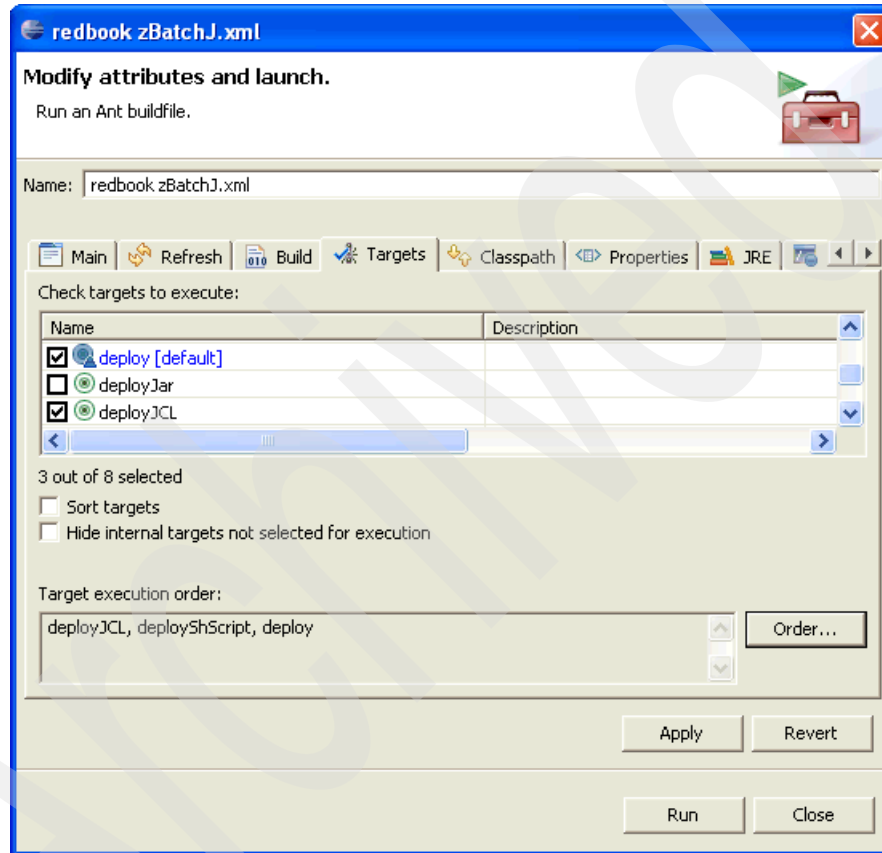 redbook zBatchJ.xml
Modify attributes and launch.
Run an Ant buildfile.
Name: redbook zBatchJ.xml
Main Refresh 010 Build Targets Classpath Properties JRE
Check targets to execute:
Name Description
deploy [default]
deployJar
deployJCL
3 out of 8 selected
Sort targets
Hide internal targets not selected for execution
Target execution order:
deployJCL, deployShScript, deploy
Order...
Apply Revert
Run Close
Archived